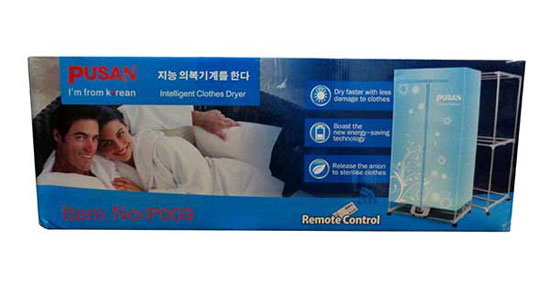 PUSAN
I'm from korean
지능 의복기계를 한다
Intelligent Clothes Dryer
Dry faster with less
damage to clothes
Boast the
new energy-saving
technology
Release the anion
to sterilise clothes
PUSAN
Item No:P009
Remote Control